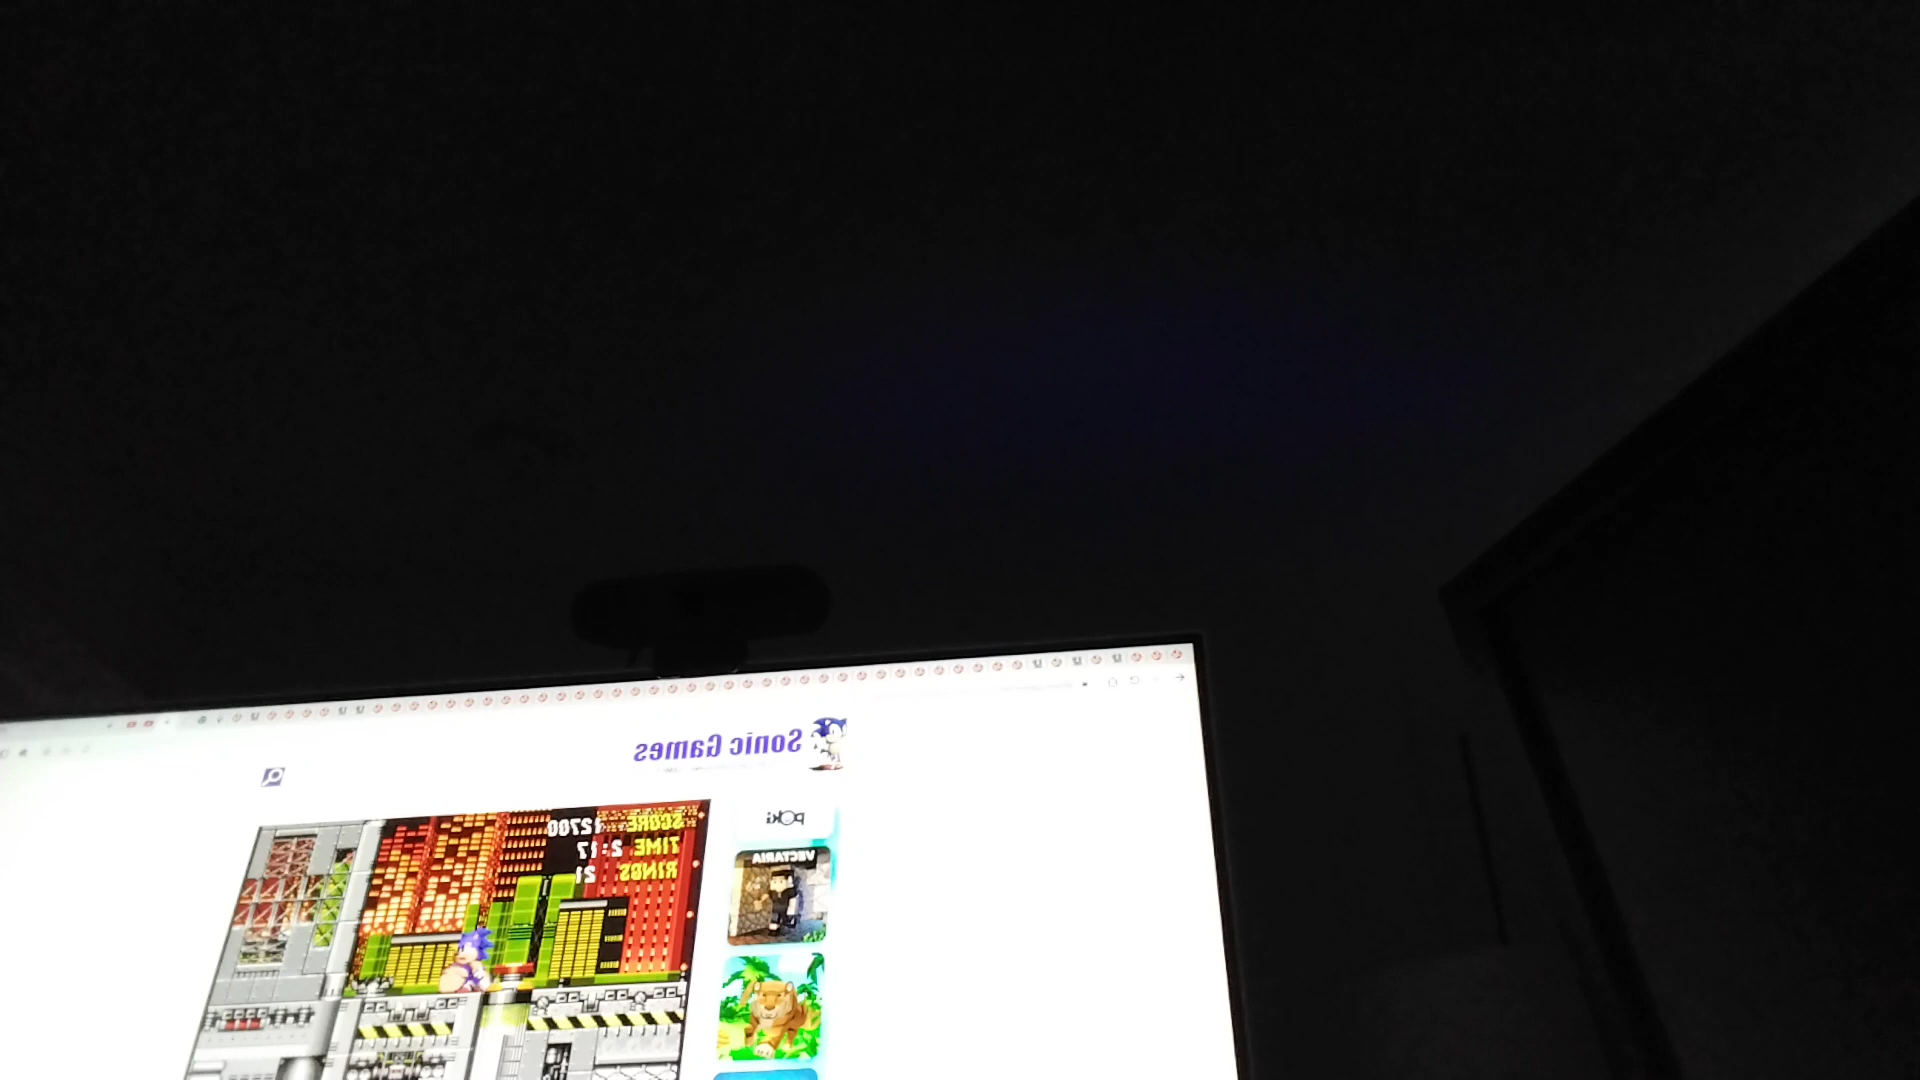 Sonic Games
poki
VECTARIA
SCORE 12700
TIME 2:17
RINGS 21